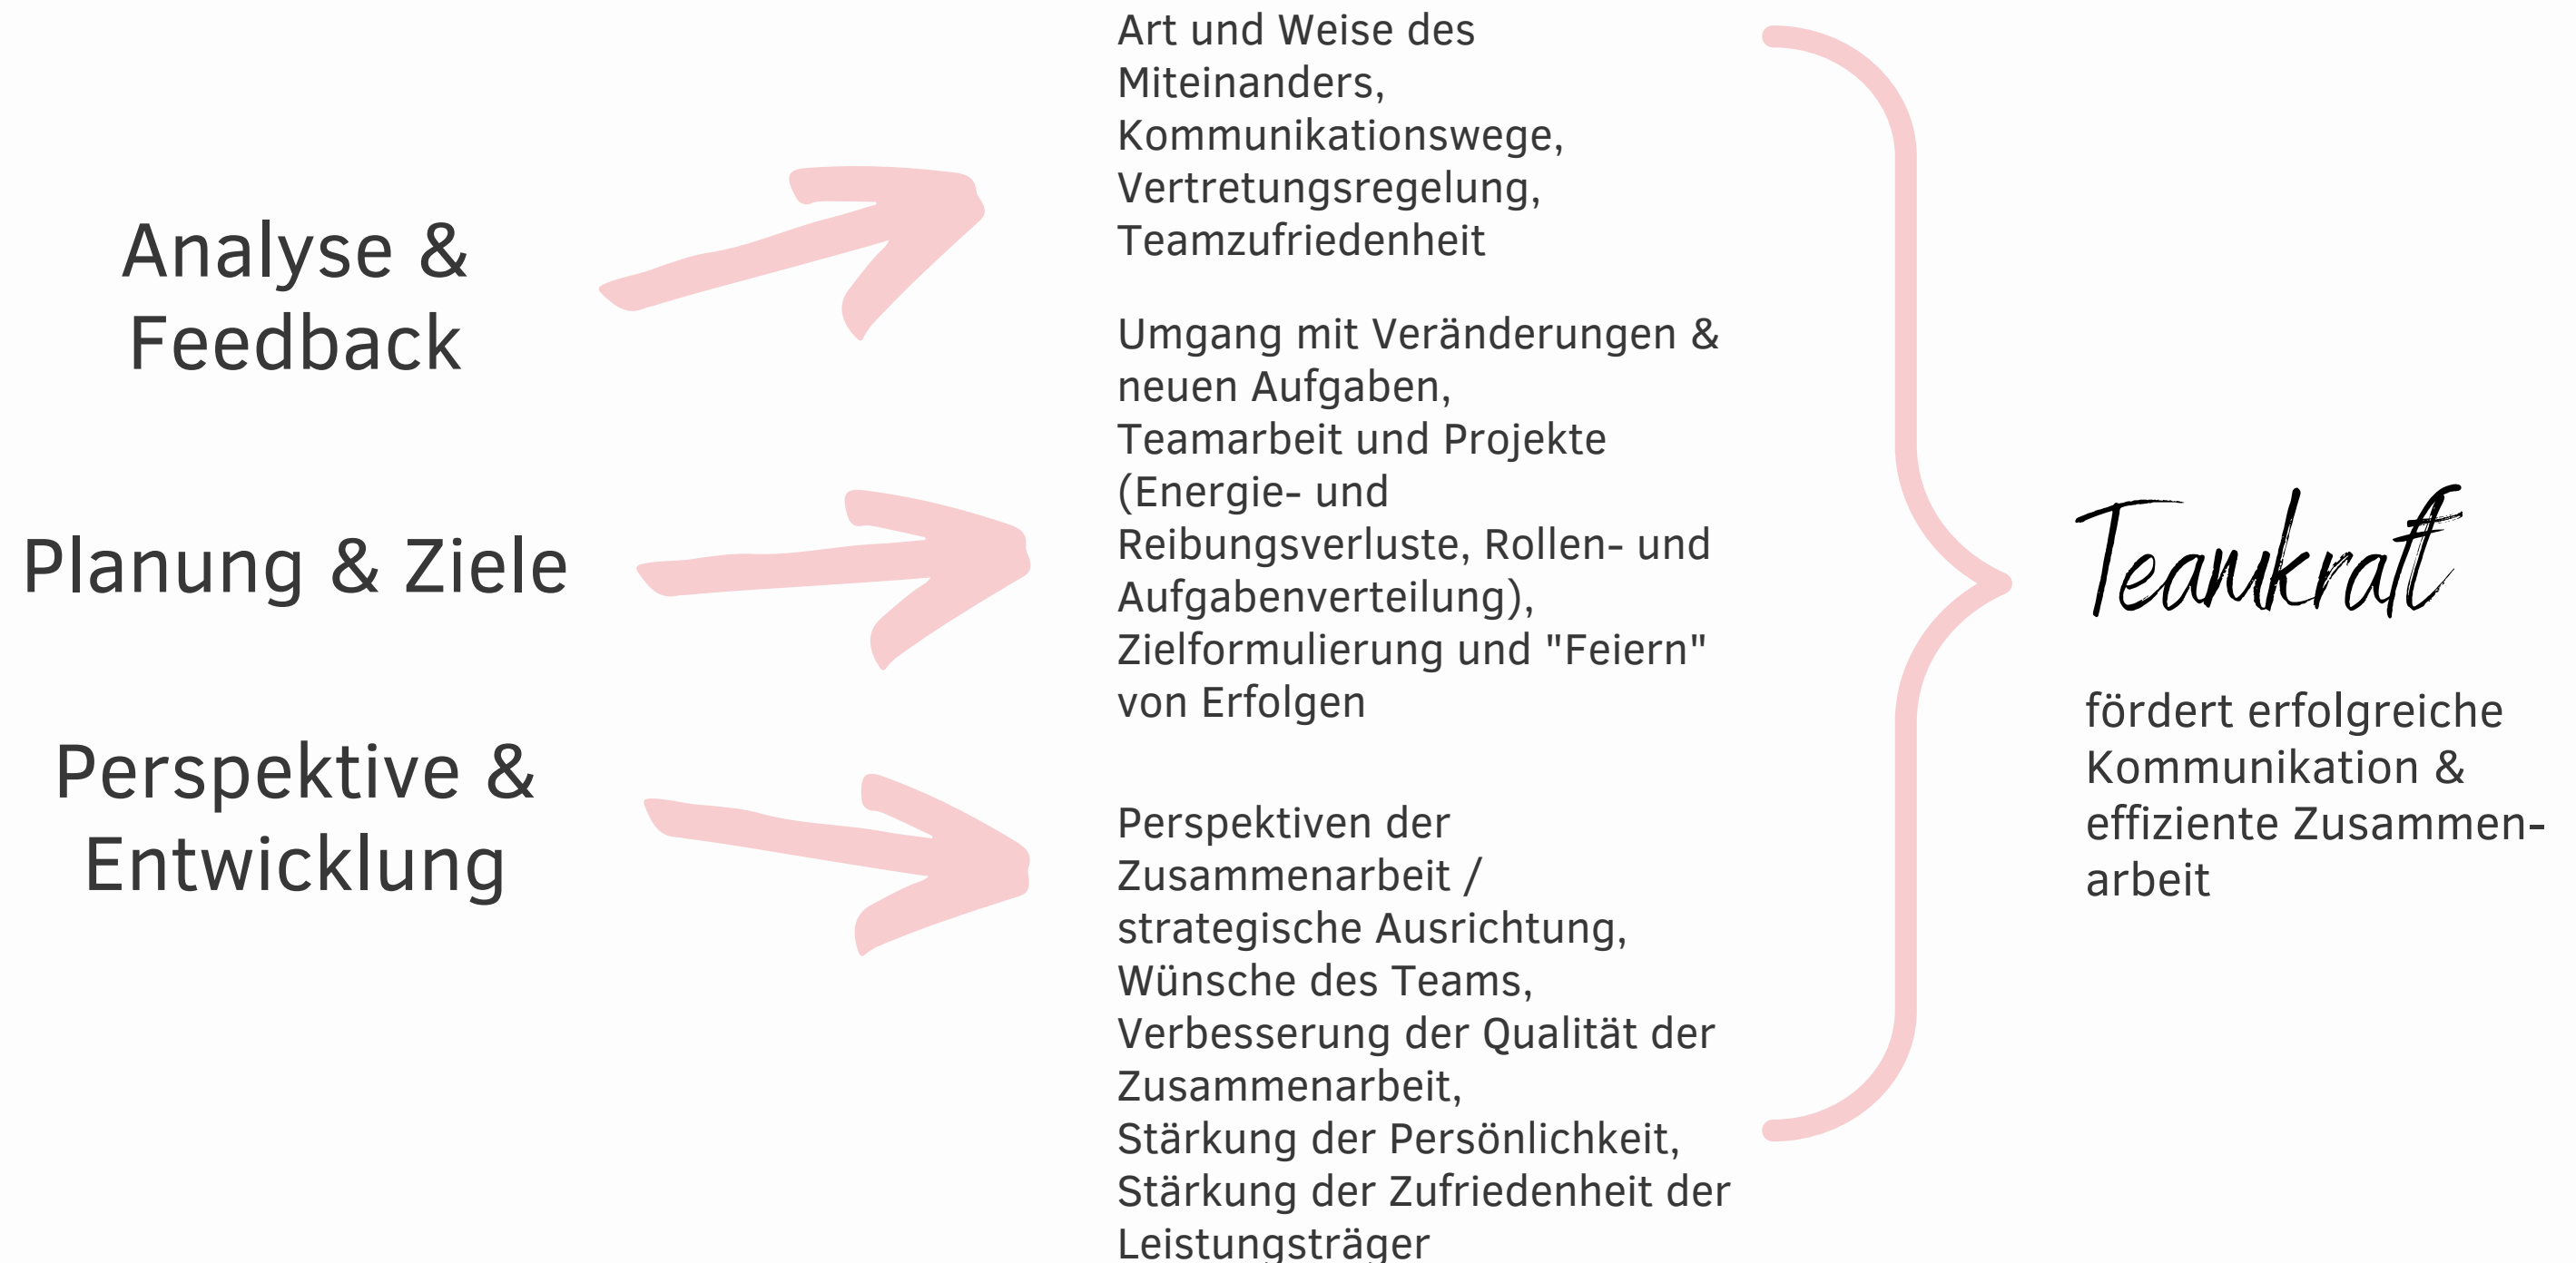 Analyse &
Feedback
Art und Weise des
Miteinanders,
Kommunikationswege,
Vertretungsregelung,
Teamzufriedenheit
Planung & Ziele
Umgang mit Veränderungen &
neuen Aufgaben,
Teamarbeit und Projekte
(Energie- und
Reibungsverluste, Rollen- und
Aufgabenverteilung),
Zielformulierung und "Feiern"
von Erfolgen
Perspektive &
Entwicklung
Perspektiven der
Zusammenarbeit /
strategische Ausrichtung,
Wünsche des Teams,
Verbesserung der Qualität der
Zusammenarbeit,
Stärkung der Persönlichkeit,
Stärkung der Zufriedenheit der
Leistungsträger
Teamkraft
fördert erfolgreiche
Kommunikation &
effiziente Zusammen-
arbeit